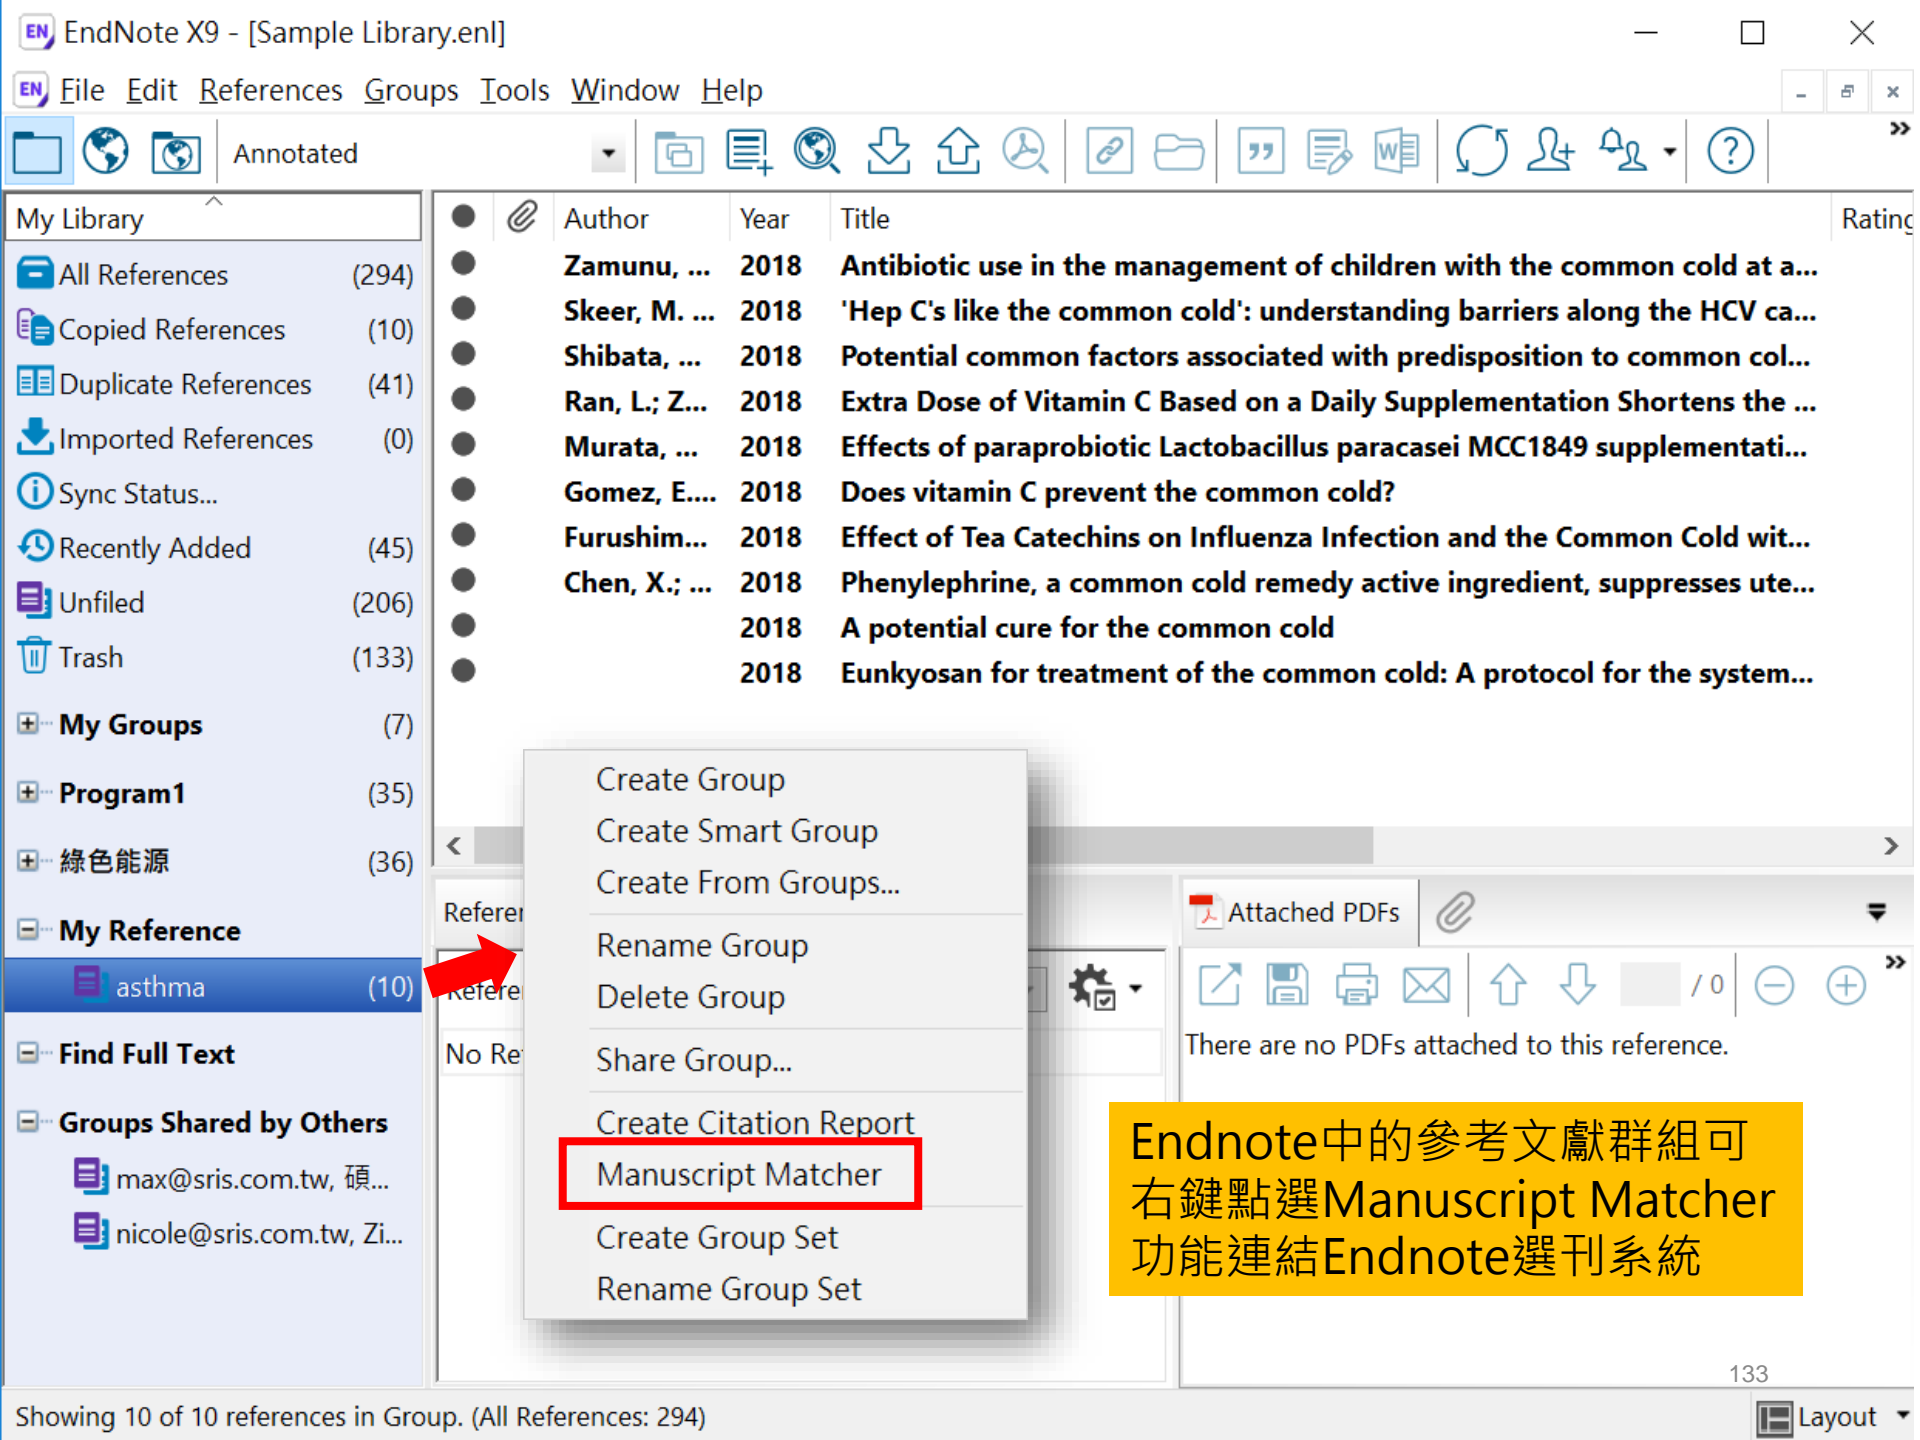 EndNote X9 - [Sample Library.enl]
File Edit References Groups Tools Window Help
Annotated
My Library
All References (294)
Copied References (10)
Duplicate References (41)
Imported References (0)
Sync Status...
Recently Added (45)
Unfiled (206)
Trash (133)
My Groups (7)
Program1 (35)
綠色能源 (36)
My Reference
asthma (10)
Find Full Text
Groups Shared by Others
max@sris.com.tw, 碩...
nicole@sris.com.tw, Zi...
Author Year Title Rating
Zamunu, ... 2018 Antibiotic use in the management of children with the common cold at a...
Skeer, M. ... 2018 'Hep C's like the common cold': understanding barriers along the HCV ca...
Shibata, ... 2018 Potential common factors associated with predisposition to common col...
Ran, L.; Z... 2018 Extra Dose of Vitamin C Based on a Daily Supplementation Shortens the ...
Murata, ... 2018 Effects of paraprobiotic Lactobacillus paracasei MCC1849 supplementati...
Gomez, E.... 2018 Does vitamin C prevent the common cold?
Furushim... 2018 Effect of Tea Catechins on Influenza Infection and the Common Cold wit...
Chen, X.; ... 2018 Phenylephrine, a common cold remedy active ingredient, suppresses ute...
2018 A potential cure for the common cold
2018 Eunkyosan for treatment of the common cold: A protocol for the system...
Create Group
Create Smart Group
Create From Groups...
Rename Group
Delete Group
Share Group...
Create Citation Report
Manuscript Matcher
Create Group Set
Rename Group Set
Referen
Referen
No Re
Attached PDFs
/ 0
There are no PDFs attached to this reference.
Endnote中的參考文獻群組可
右鍵點選Manuscript Matcher
功能連結Endnote選刊系統
133
Showing 10 of 10 references in Group. (All References: 294)
Layout